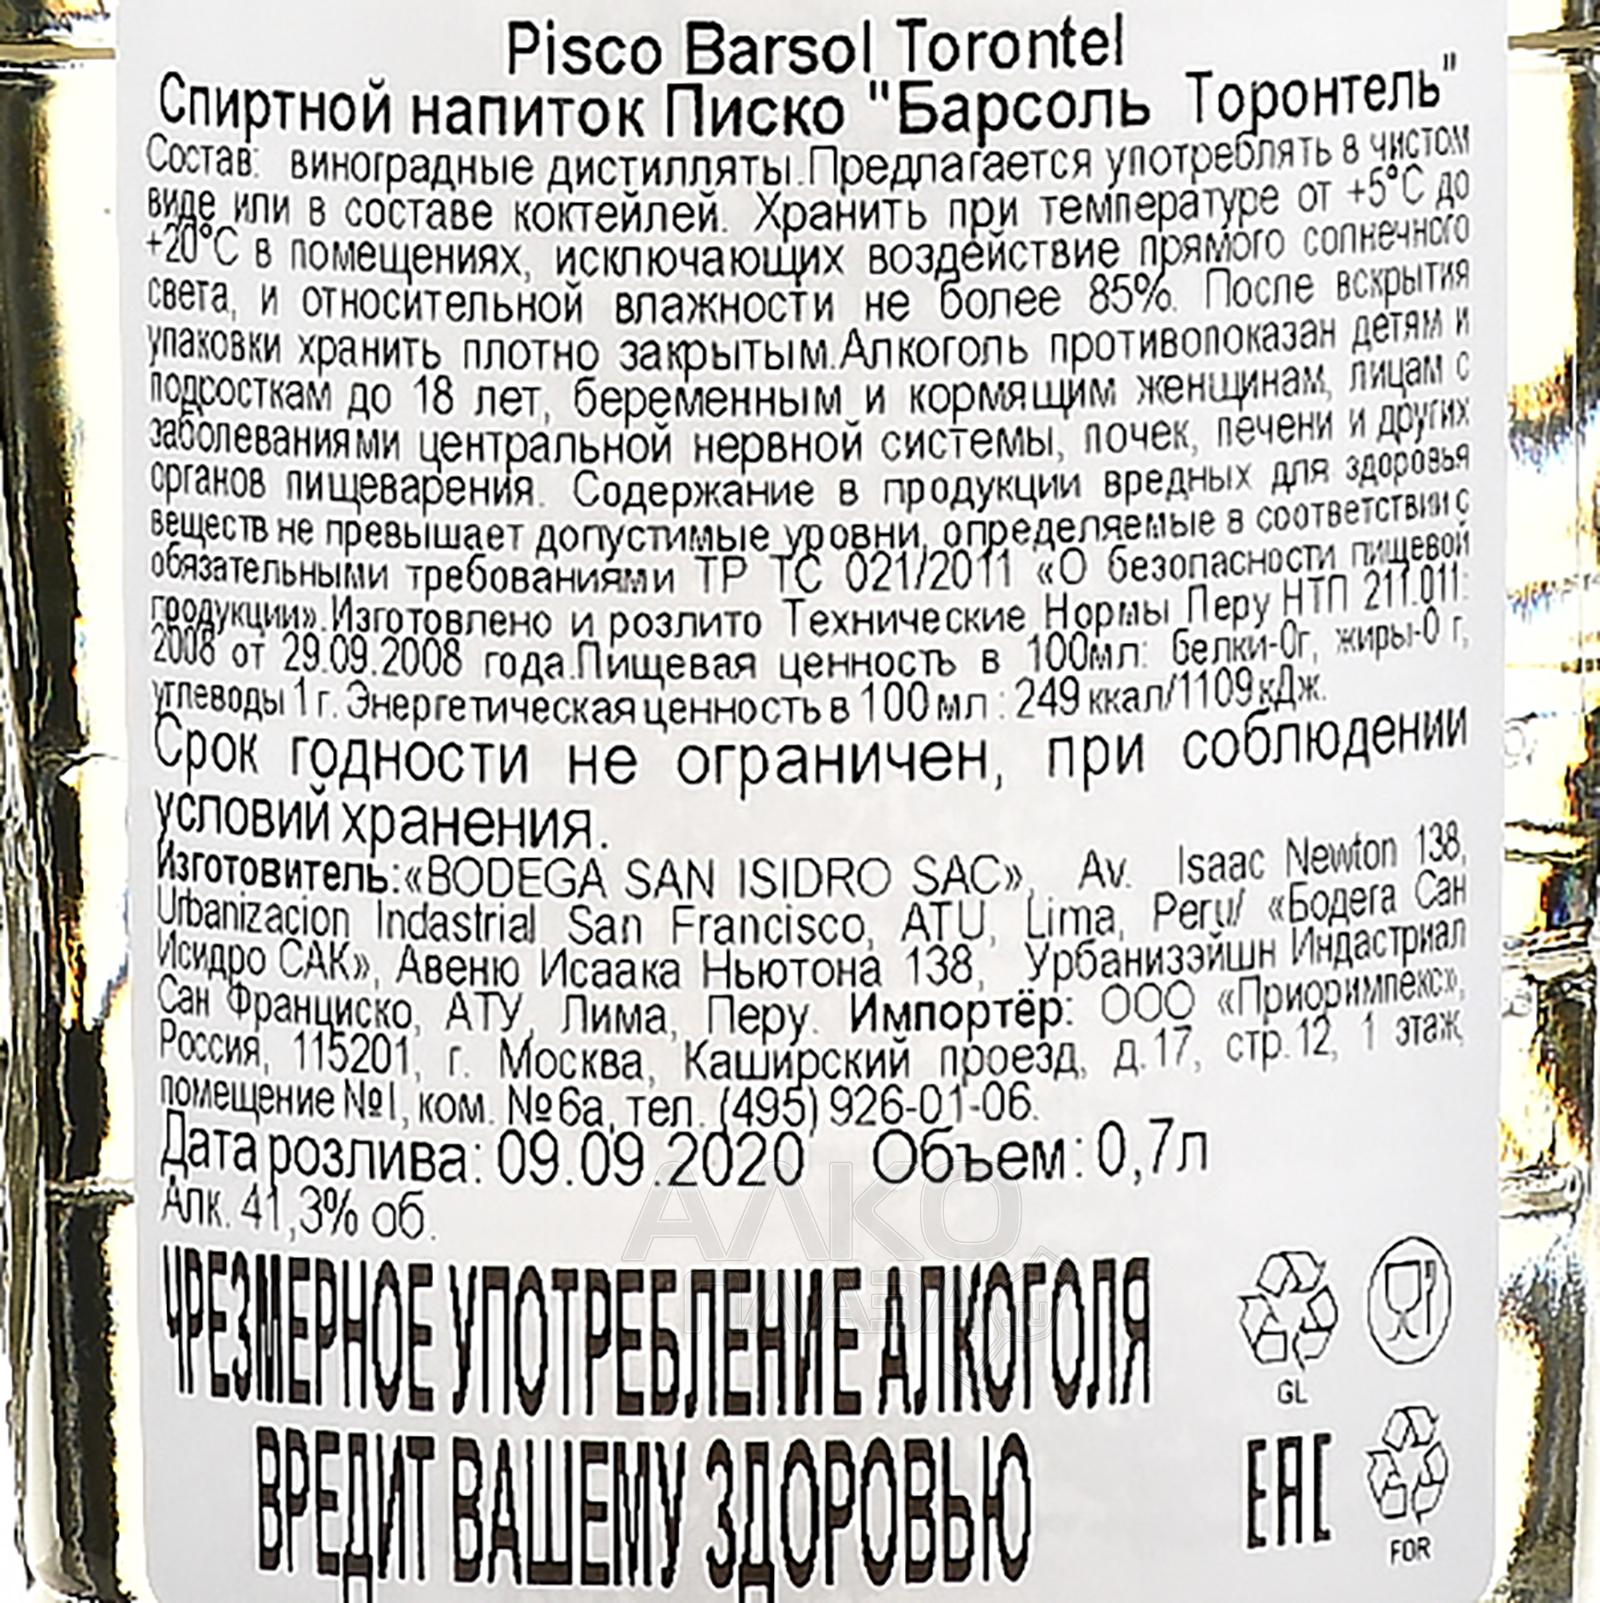 Pisco Barsol Torontel
Спиртной напиток Писко "Барсоль Торонтель"
Состав: виноградные дистилляты.Предлагается употреблять в чистом
виде или в составе коктейлей. Хранить при температуре от +5°C до
+20°C в помещениях, исключающих воздействие прямого солнечного
света, и относительной влажности не более 85%. После вскрытия
упаковки хранить плотно закрытым.Алкоголь противопоказан детям и
подросткам до 18 лет, беременным и кормящим женщинам, лицам с
заболеваниями центральной нервной системы, почек, печени и других
органов пищеварения. Содержание в продукции вредных для здоровья
веществ не превышает допустимые уровни, определяемые в соответствии с
обязательными требованиями ТР ТС 021/2011 «О безопасности пищевой
продукции».Изготовлено и розлито Технические Нормы Перу НТП 211.011:
2008 от 29.09.2008 года.Пищевая ценность в 100мл: белки-0г, жиры-0 г,
углеводы 1 г. Энергетическая ценность в 100 мл : 249 ккал/1109 кДж.
Срок годности не ограничен, при соблюдении
условий хранения.
Изготовитель:«BODEGA SAN ISIDRO SAC», Av. Isaac Newton 138,
Urbanizacion Indastrial San Francisco, ATU, Lima, Peru/ «Бодега Сан
Исидро САК», Авеню Исаака Ньютона 138, Урбанизэйшн Индастриал
Сан Франциско, АТУ, Лима, Перу. Импортёр: ООО «Приоримпекс»,
Россия, 115201, г. Москва, Каширский проезд, д.17, стр.12, 1 этаж,
помещение №I, ком. №6а, тел. (495) 926-01-06.
Дата розлива: 09.09.2020 Объем: 0,7л
Алк. 41,3% об.
ЧРЕЗМЕРНОЕ УПОТРЕБЛЕНИЕ АЛКОГОЛЯ
ВРЕДИТ ВАШЕМУ ЗДОРОВЬЮ
GL
EAC
FOR
АЛКО
ПЛАЗА.ru